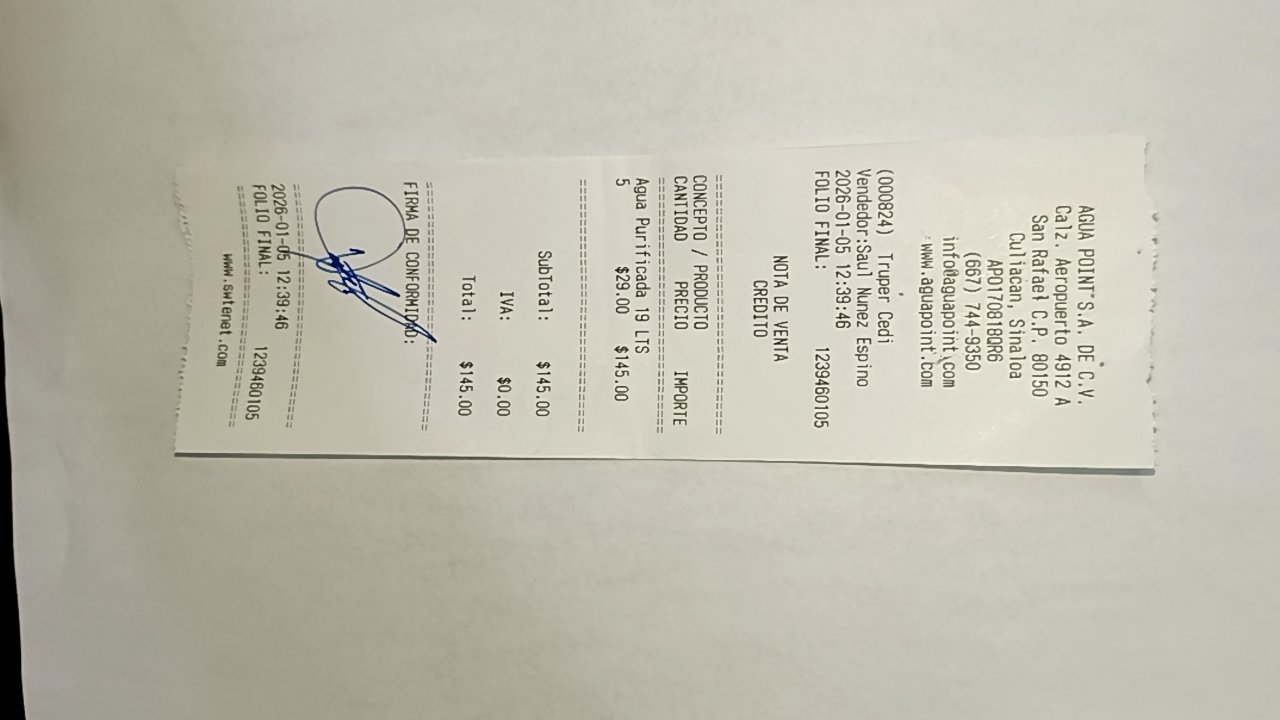 AGUA POINT S.A. DE C.V.
Calz. Aeropuerto 4912 A
San Rafael C.P. 80150
Culiacan, Sinaloa
APO170818QR6
(667) 744-9350
info@aguapoint.com
www.aguapoint.com
(000824) Truper Cedi
Vendedor:Saul Nunez Espino
2026-01-05 12:39:46
FOLIO FINAL: 1239460105
NOTA DE VENTA
CREDITO
CONCEPTO / PRODUCTO
CANTIDAD PRECIO IMPORTE
Agua Purificada 19 LTS
5 $29.00 $145.00
SubTotal: $145.00
IVA: $0.00
Total: $145.00
FIRMA DE CONFORMIDAD:
2026-01-05 12:39:46
FOLIO FINAL: 1239460105
www.swtenet.com